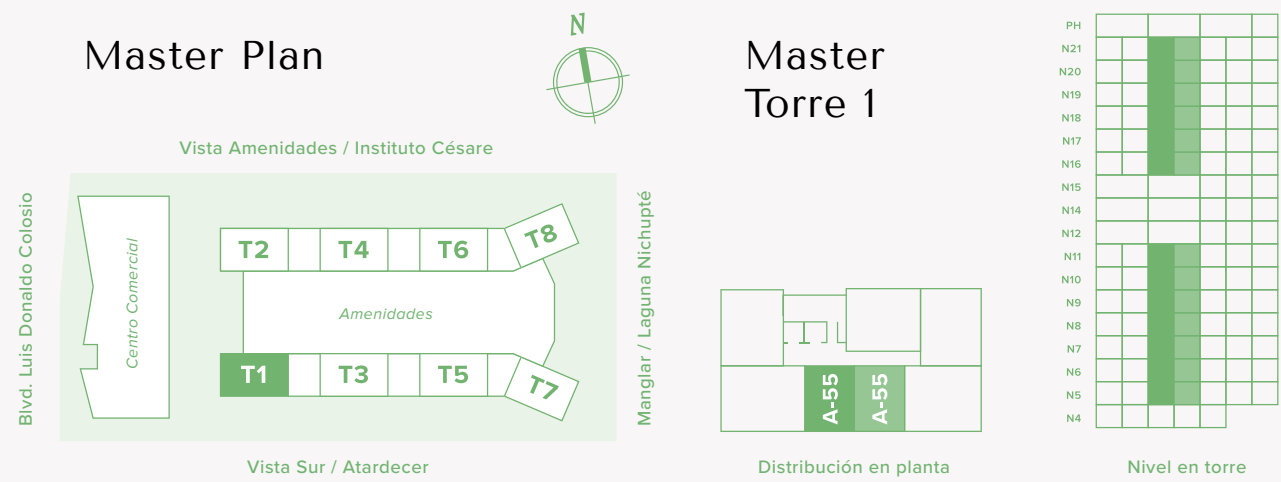 Master Plan
N
Vista Amenidades / Instituto Césare
Blvd. Luis Donaldo Colosio
Centro Comercial
T2
T4
T6
T8
Amenidades
T1
T3
T5
T7
Manglar / Laguna Nichupté
Vista Sur / Atardecer
Master
Torre 1
A-55
A-55
Distribución en planta
PH
N21
N20
N19
N18
N17
N16
N15
N14
N12
N11
N10
N9
N8
N7
N6
N5
N4
Nivel en torre